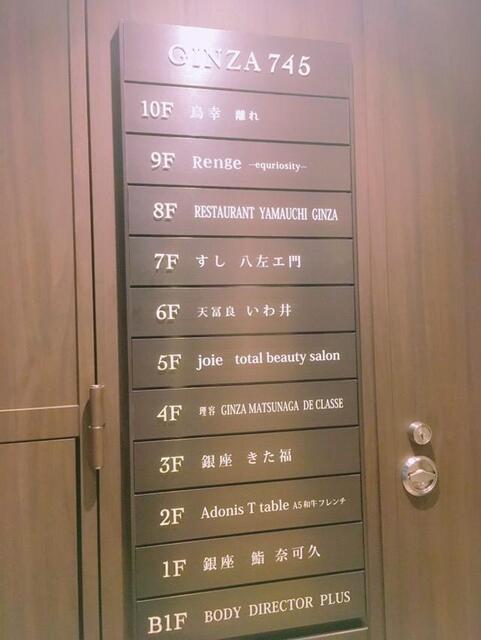 GINZA 745
10F 鳥幸 離れ
9F Renge —equriosity—
8F RESTAURANT YAMAUCHI GINZA
7F すし 八左エ門
6F 天冨良 いわ井
5F joie total beauty salon
4F 理容 GINZA MATSUNAGA DE CLASSE
3F 銀座 きた福
2F Adonis T table A5和牛フレンチ
1F 銀座 鮨 奈可久
B1F BODY DIRECTOR PLUS